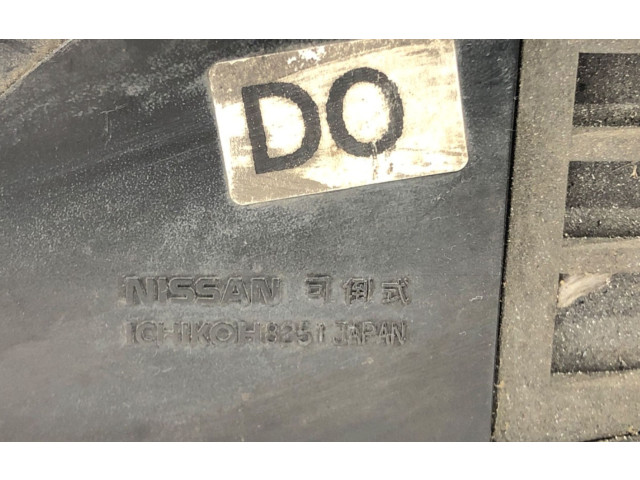 DO
NISSAN 可倒式
ICHIKOH 8251 JAPAN